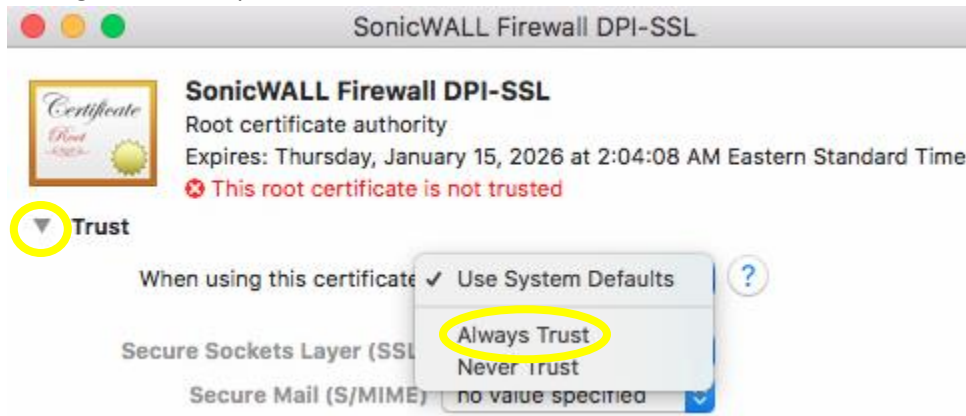 SonicWALL Firewall DPI-SSL
Certificate
Root
SonicWALL Firewall DPI-SSL
Root certificate authority
Expires: Thursday, January 15, 2026 at 2:04:08 AM Eastern Standard Time
This root certificate is not trusted
Trust
When using this certificate ✓ Use System Defaults ?
Always Trust
Secure Sockets Layer (SSL
Never Trust
Secure Mail (S/MIME) no value specified